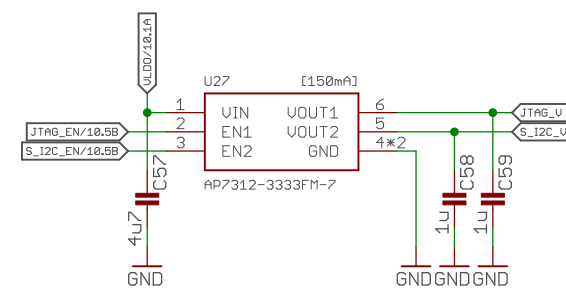 VLDO/10.1A
U27 [150mA]
1 VIN VOUT1 6 JTAG_V
JTAG_EN/10.5B 2 EN1 VOUT2 5 S_I2C_V
S_I2C_EN/10.5B 3 EN2 GND 4*2
AP7312-3333FM-7
C57 C58 C59
4u7 1u 1u
GND GND GND GND